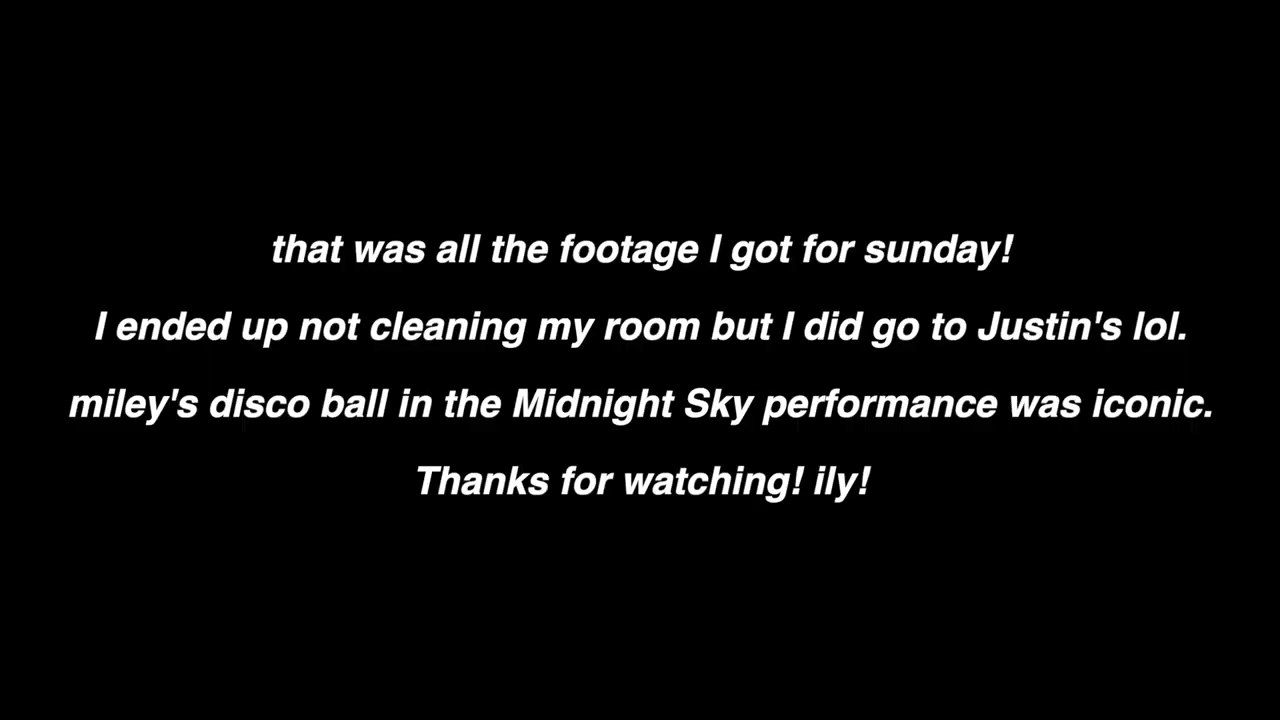 that was all the footage I got for sunday!
I ended up not cleaning my room but I did go to Justin's lol.
miley's disco ball in the Midnight Sky performance was iconic.
Thanks for watching! ily!